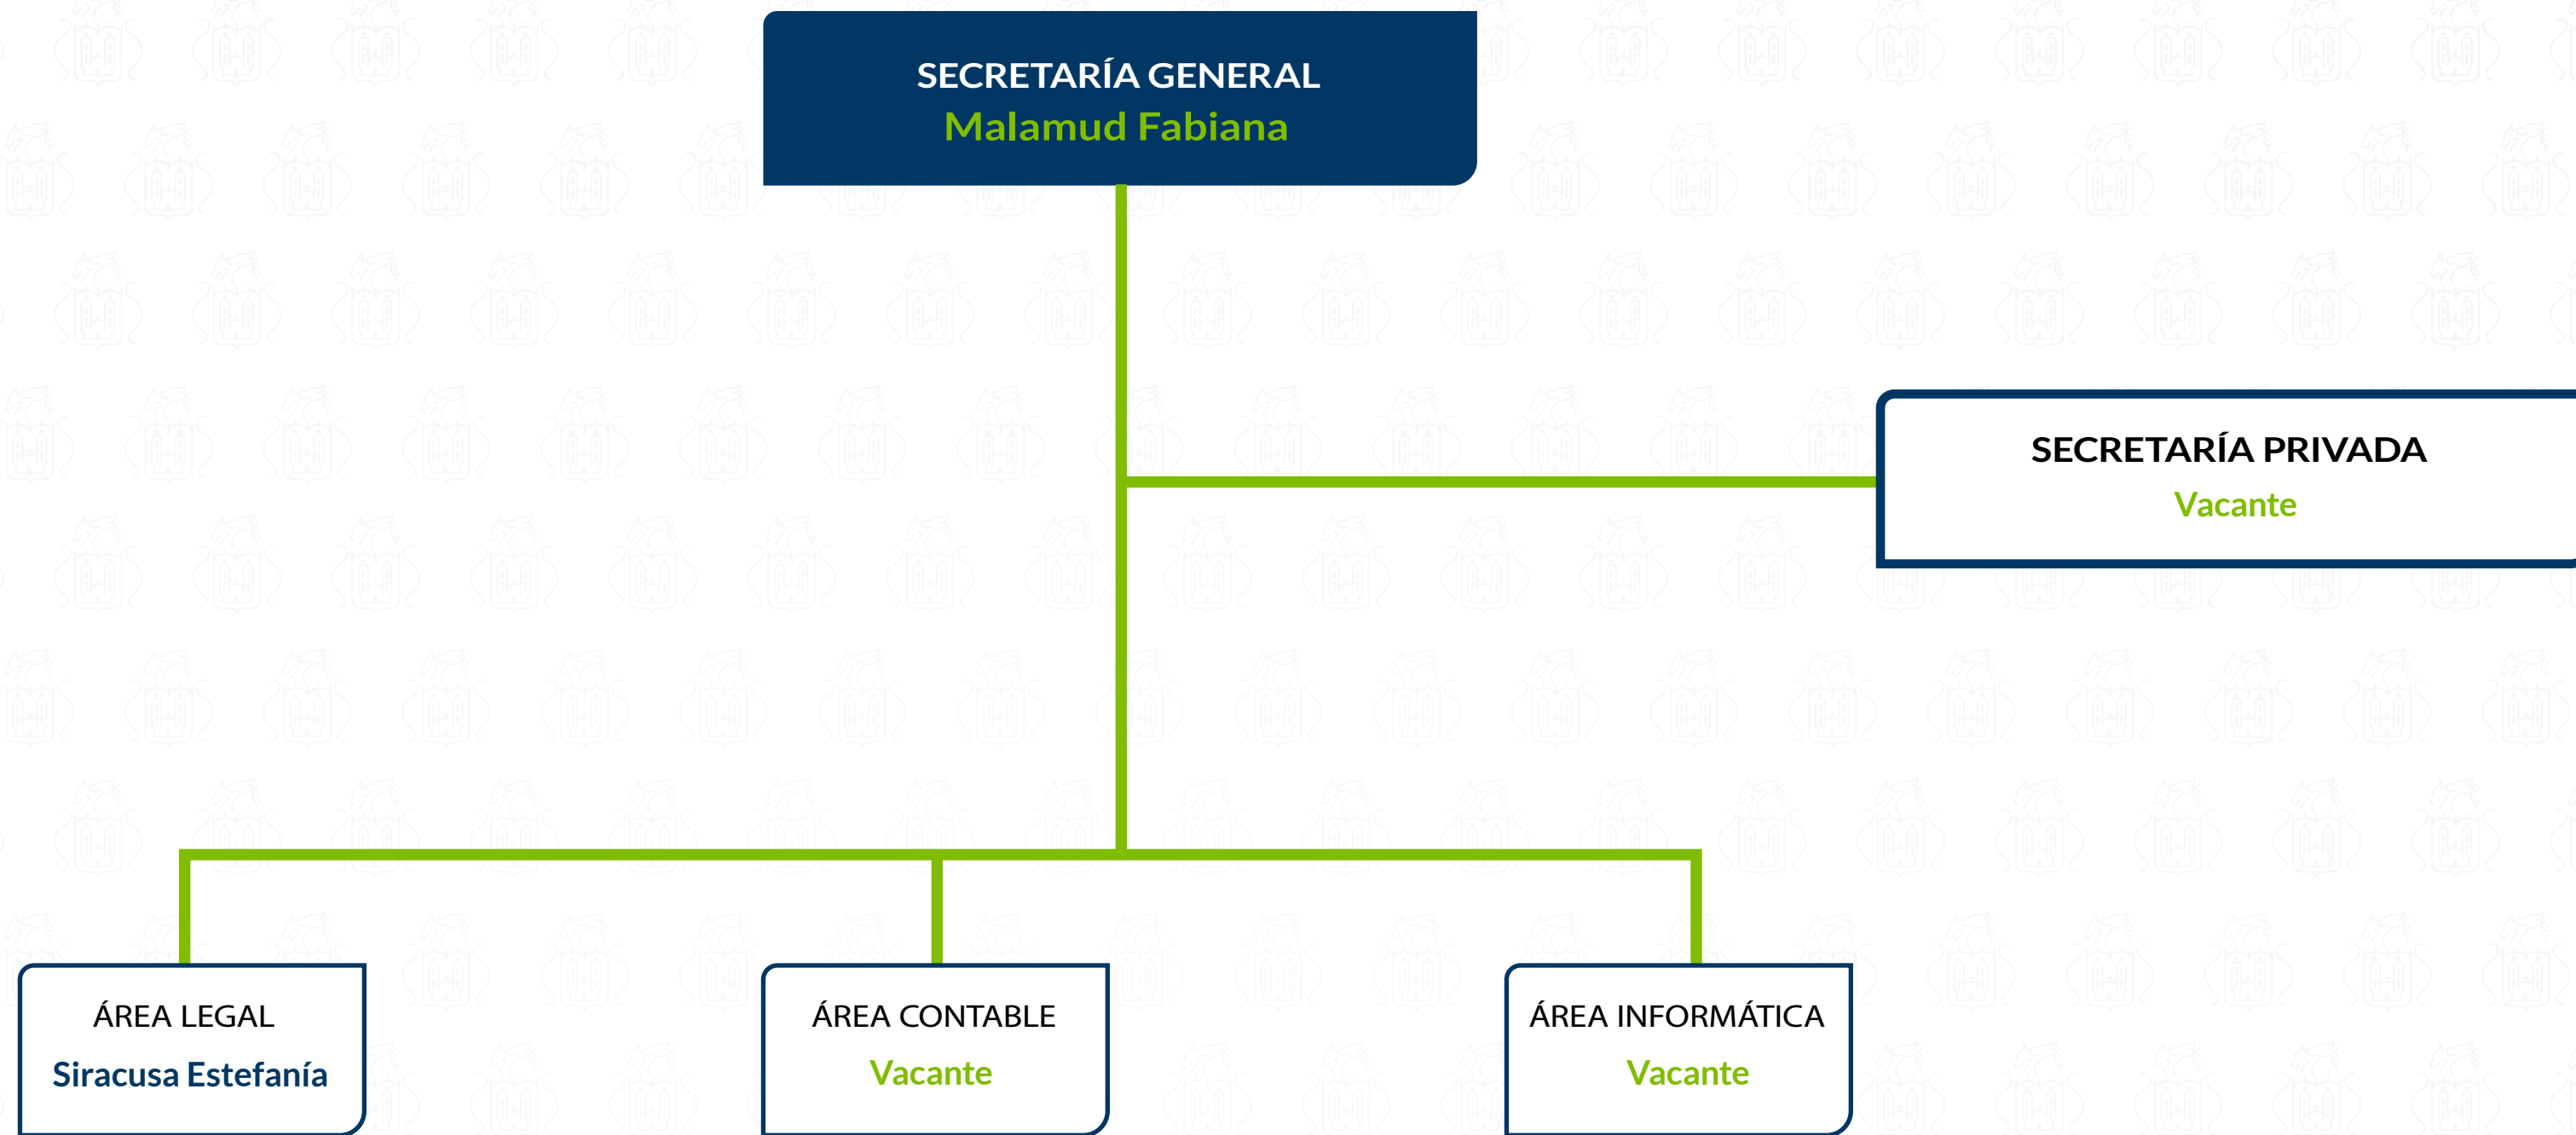 SECRETARÍA GENERAL
Malamud Fabiana
SECRETARÍA PRIVADA
Vacante
ÁREA LEGAL
Siracusa Estefanía
ÁREA CONTABLE
Vacante
ÁREA INFORMÁTICA
Vacante